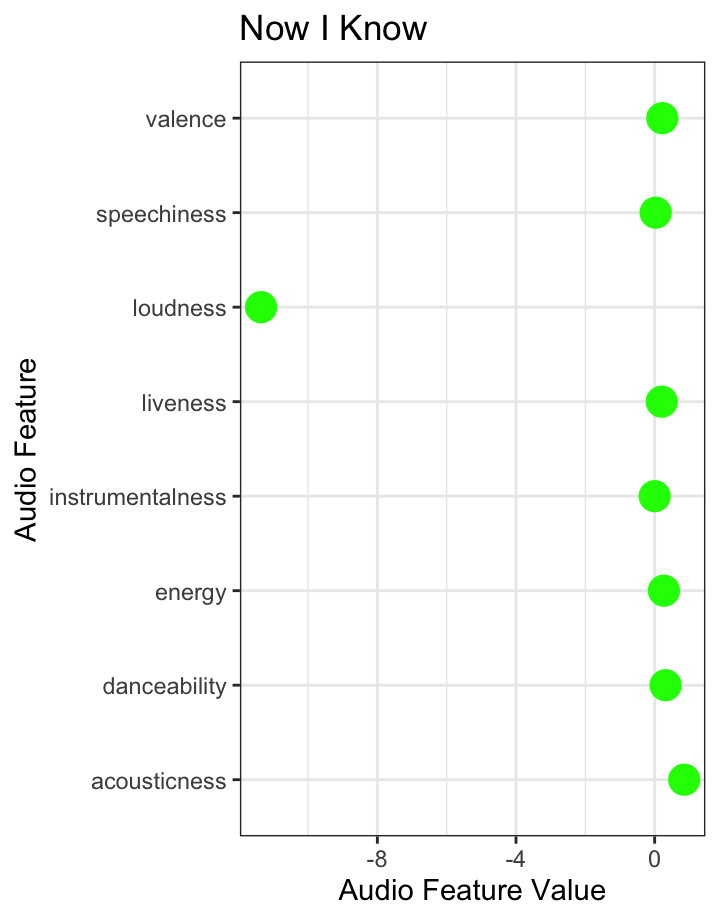 Now I Know
valence
speechiness
loudness
liveness
instrumentalness
energy
danceability
acousticness
Audio Feature
-8
-4
0
Audio Feature Value